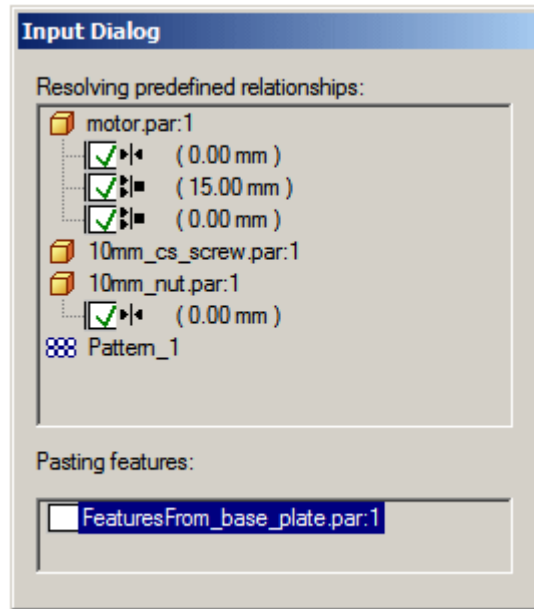 Input Dialog
Resolving predefined relationships:
motor.par:1
( 0.00 mm )
( 15.00 mm )
( 0.00 mm )
10mm_cs_screw.par:1
10mm_nut.par:1
( 0.00 mm )
Pattern_1
Pasting features:
FeaturesFrom_base_plate.par:1